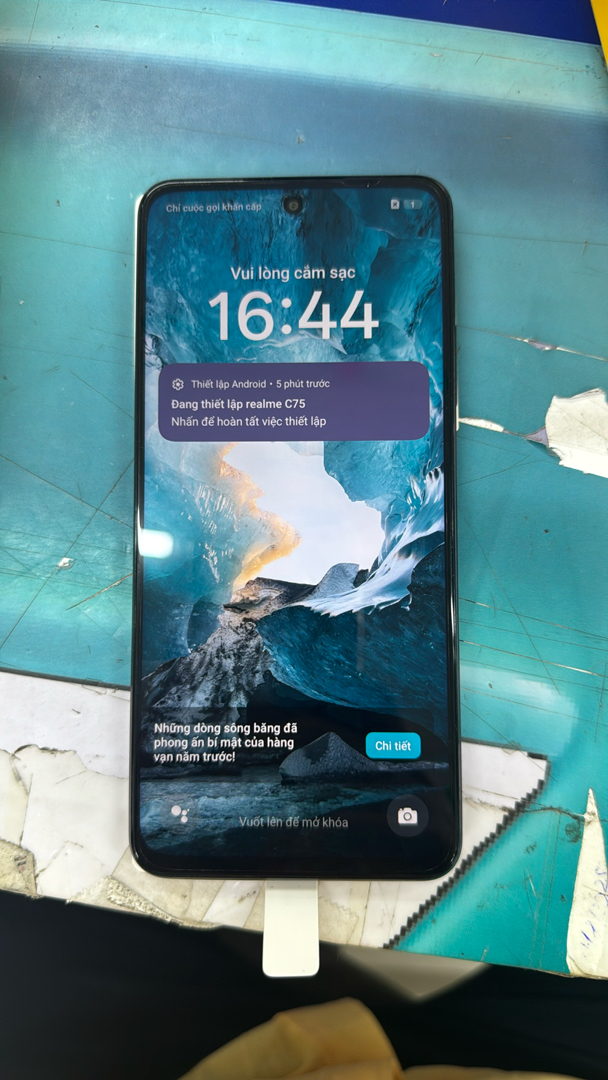 Chỉ cuộc gọi khẩn cấp
1
Vui lòng cắm sạc
16:44
Thiết lập Android • 5 phút trước
Đang thiết lập realme C75
Nhấn để hoàn tất việc thiết lập
Những dòng sông băng đã
phong ấn bí mật của hàng
vạn năm trước!
Chi tiết
Vuốt lên để mở khóa